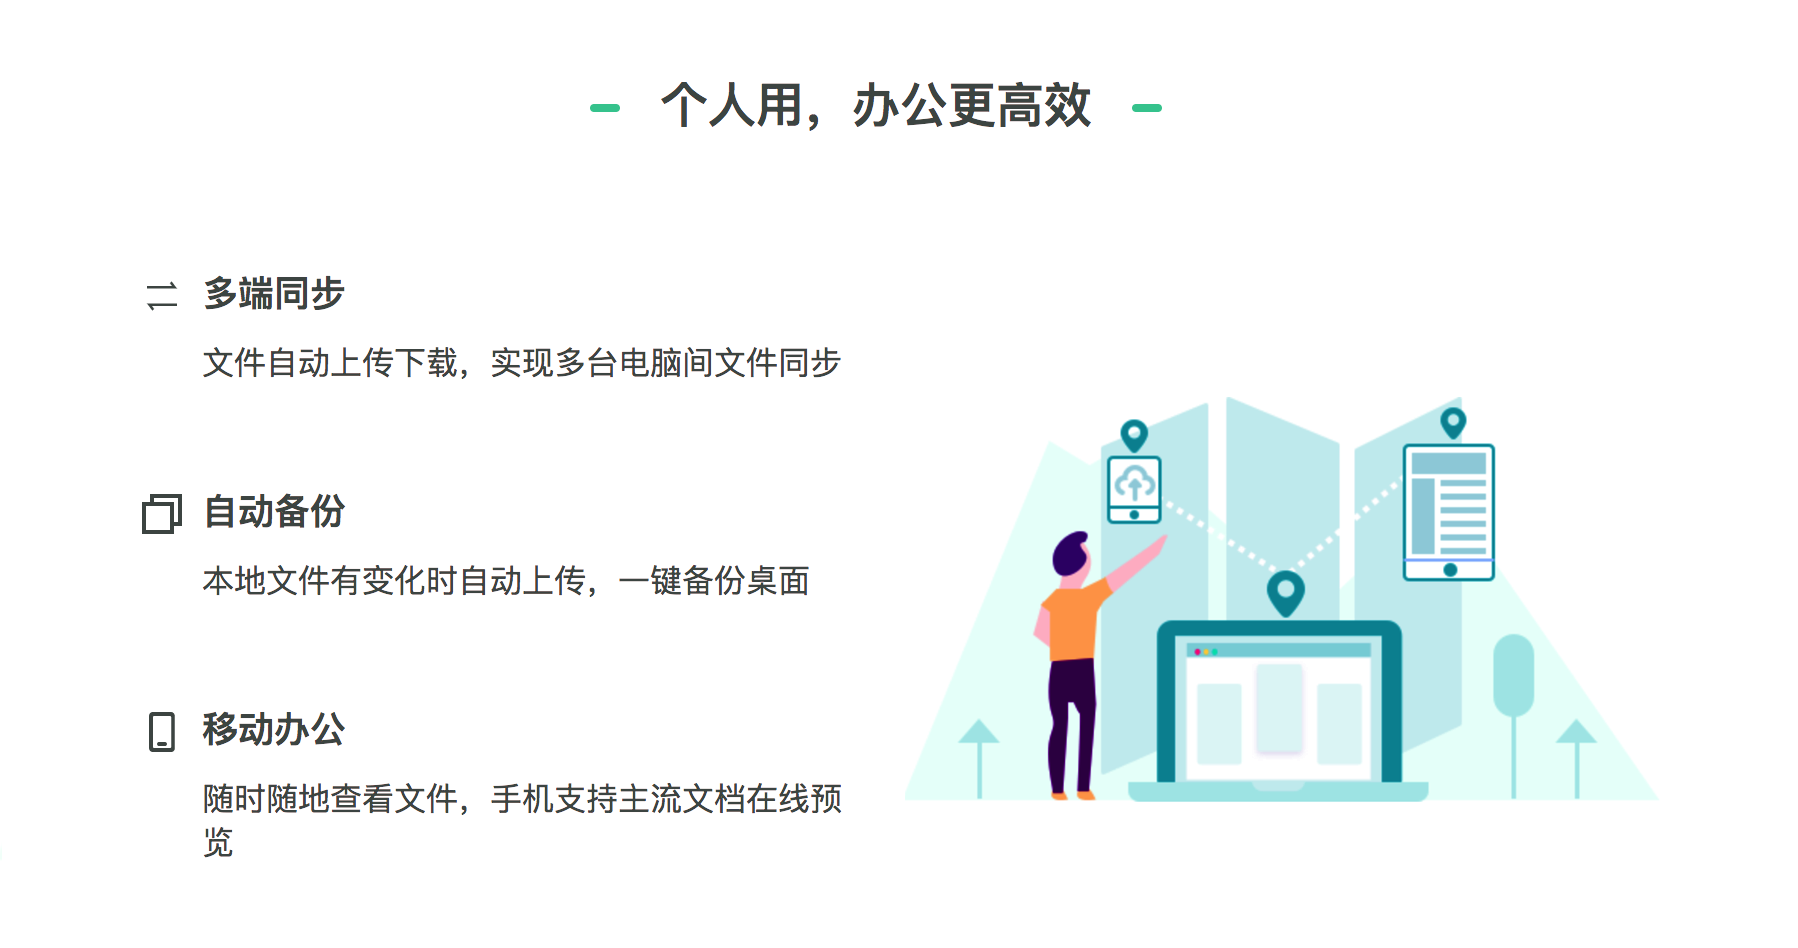 个人用，办公更高效
多端同步
文件自动上传下载，实现多台电脑间文件同步
自动备份
本地文件有变化时自动上传，一键备份桌面
移动办公
随时随地查看文件，手机支持主流文档在线预
览